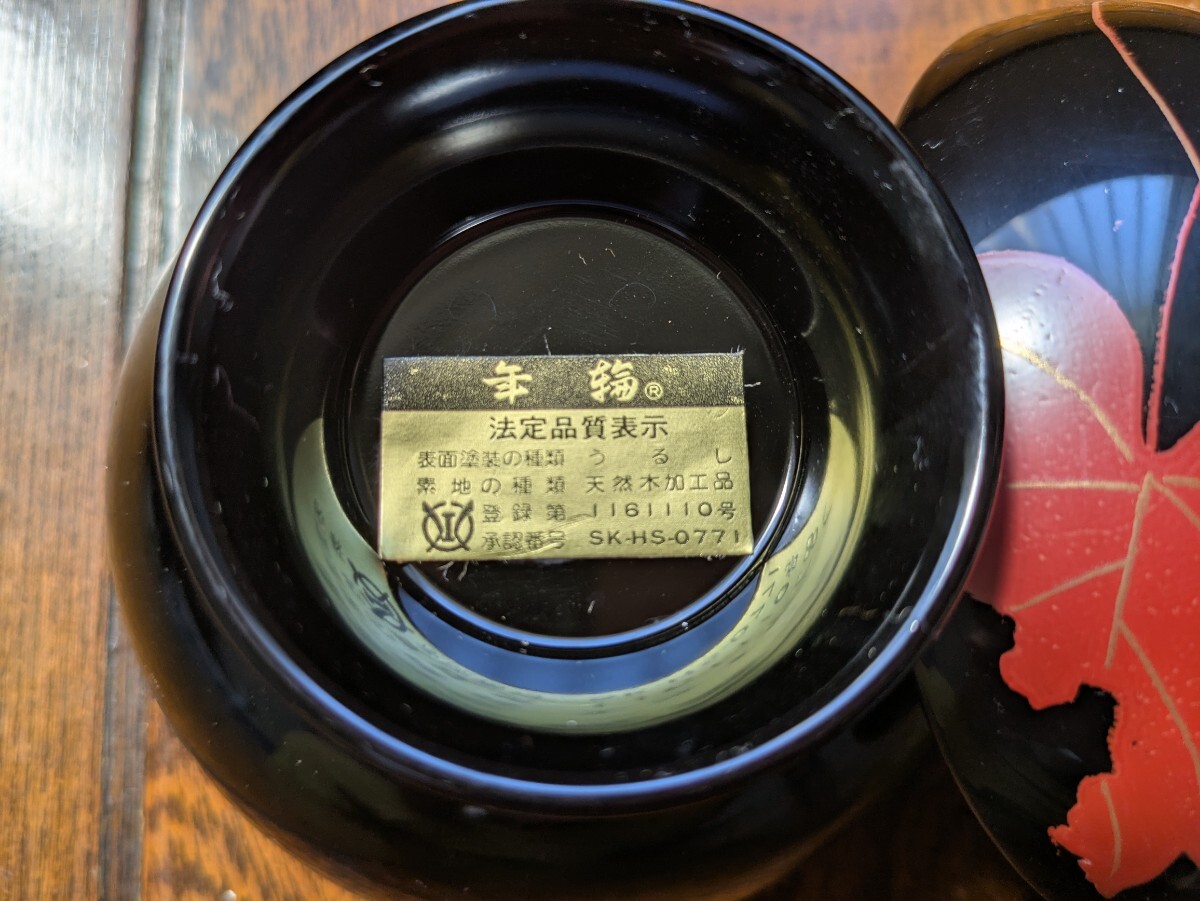 年輪®
法定品質表示
表面塗装の種類 うるし
素地の種類 天然木加工品
登録第 1161110号
承認番号 SK-HS-0771